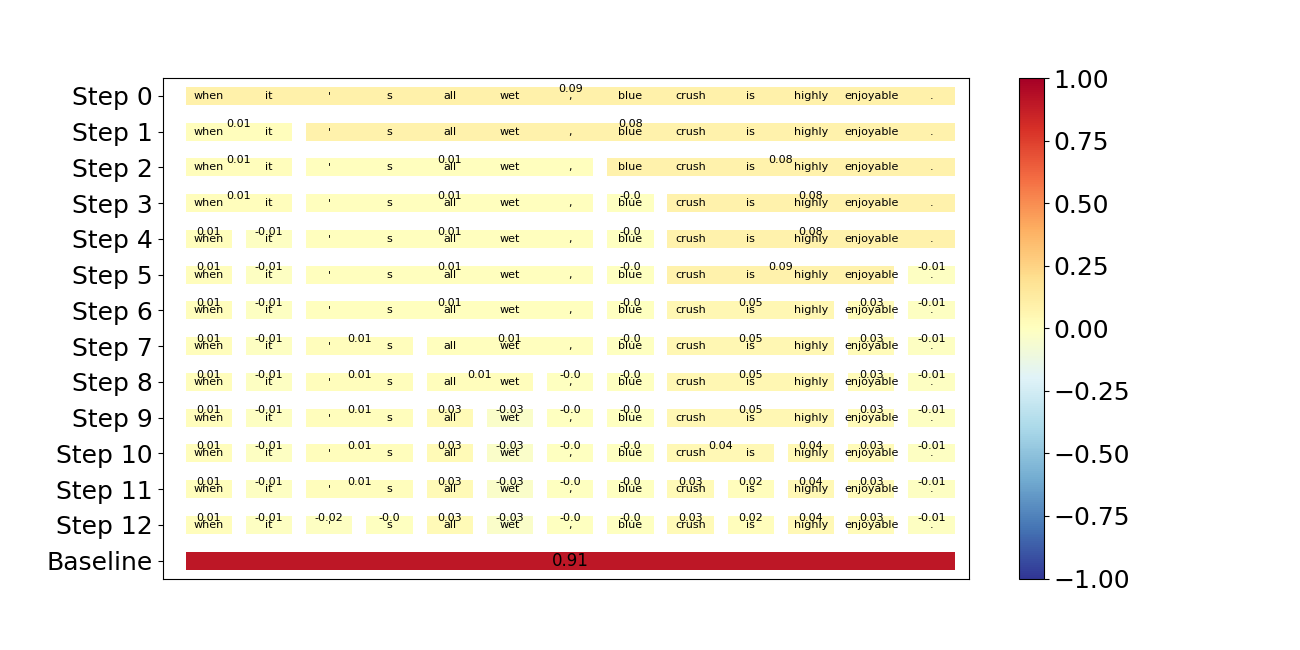 0.09
Step 0 when it ' s all wet , blue crush is highly enjoyable .
0.01 0.08
Step 1 when it ' s all wet , blue crush is highly enjoyable .
0.01 0.01 0.08
Step 2 when it ' s all wet , blue crush is highly enjoyable .
0.01 0.01 -0.0 0.08
Step 3 when it ' s all wet , blue crush is highly enjoyable .
0.01 -0.01 0.01 -0.0 0.08
Step 4 when it ' s all wet , blue crush is highly enjoyable .
0.01 -0.01 0.01 -0.0 0.09 -0.01
Step 5 when it ' s all wet , blue crush is highly enjoyable .
0.01 -0.01 0.01 -0.0 0.05 0.03 -0.01
Step 6 when it ' s all wet , blue crush is highly enjoyable .
0.01 -0.01 0.01 0.01 -0.0 0.05 0.03 -0.01
Step 7 when it ' s all wet , blue crush is highly enjoyable .
0.01 -0.01 0.01 0.01 -0.0 -0.0 0.05 0.03 -0.01
Step 8 when it ' s all wet , blue crush is highly enjoyable .
0.01 -0.01 0.01 0.03 -0.03 -0.0 -0.0 0.05 0.03 -0.01
Step 9 when it ' s all wet , blue crush is highly enjoyable .
0.01 -0.01 0.01 0.03 -0.03 -0.0 -0.0 0.04 0.04 0.03 -0.01
Step 10 when it ' s all wet , blue crush is highly enjoyable .
0.01 -0.01 0.01 0.03 -0.03 -0.0 -0.0 0.03 0.02 0.04 0.03 -0.01
Step 11 when it ' s all wet , blue crush is highly enjoyable .
0.01 -0.01 -0.02 -0.0 0.03 -0.03 -0.0 -0.0 0.03 0.02 0.04 0.03 -0.01
Step 12 when it ' s all wet , blue crush is highly enjoyable .
Baseline 0.91
1.00
0.75
0.50
0.25
0.00
−0.25
−0.50
−0.75
−1.00